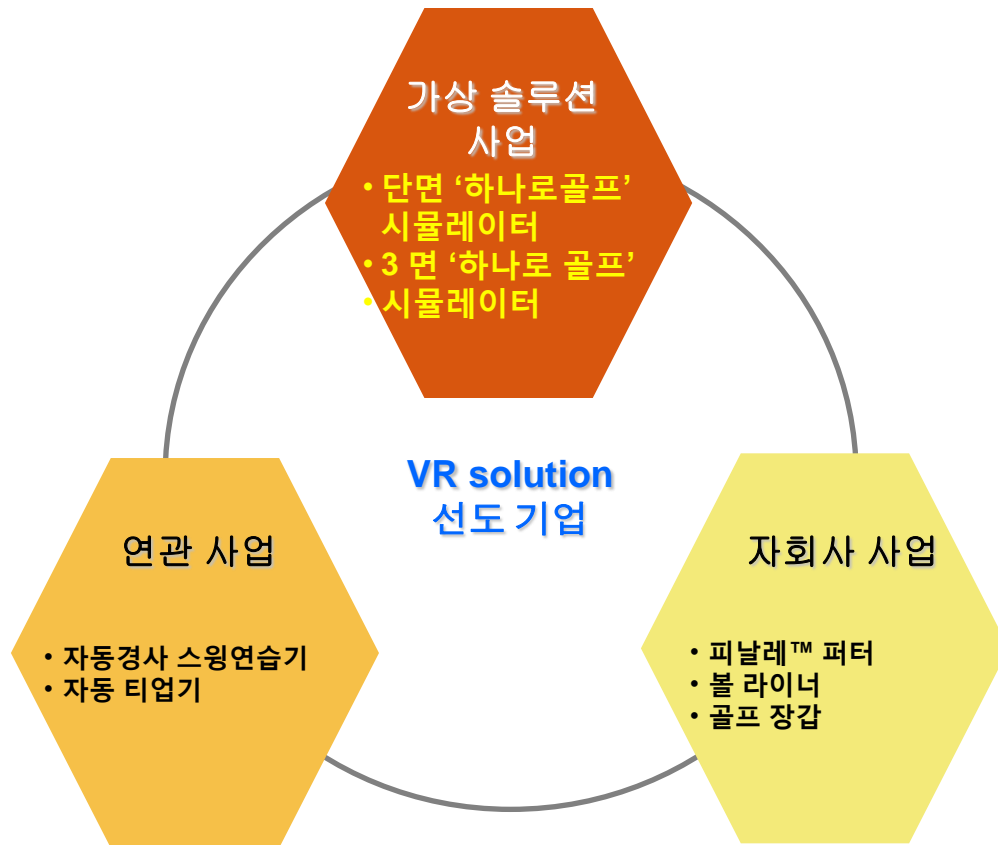 가상 솔루션
사업
• 단면 ‘하나로골프’
시뮬레이터
• 3 면 ‘하나로 골프’
• 시뮬레이터
VR solution
선도 기업
연관 사업
• 자동경사 스윙연습기
• 자동 티업기
자회사 사업
• 피날레™ 퍼터
• 볼 라이너
• 골프 장갑